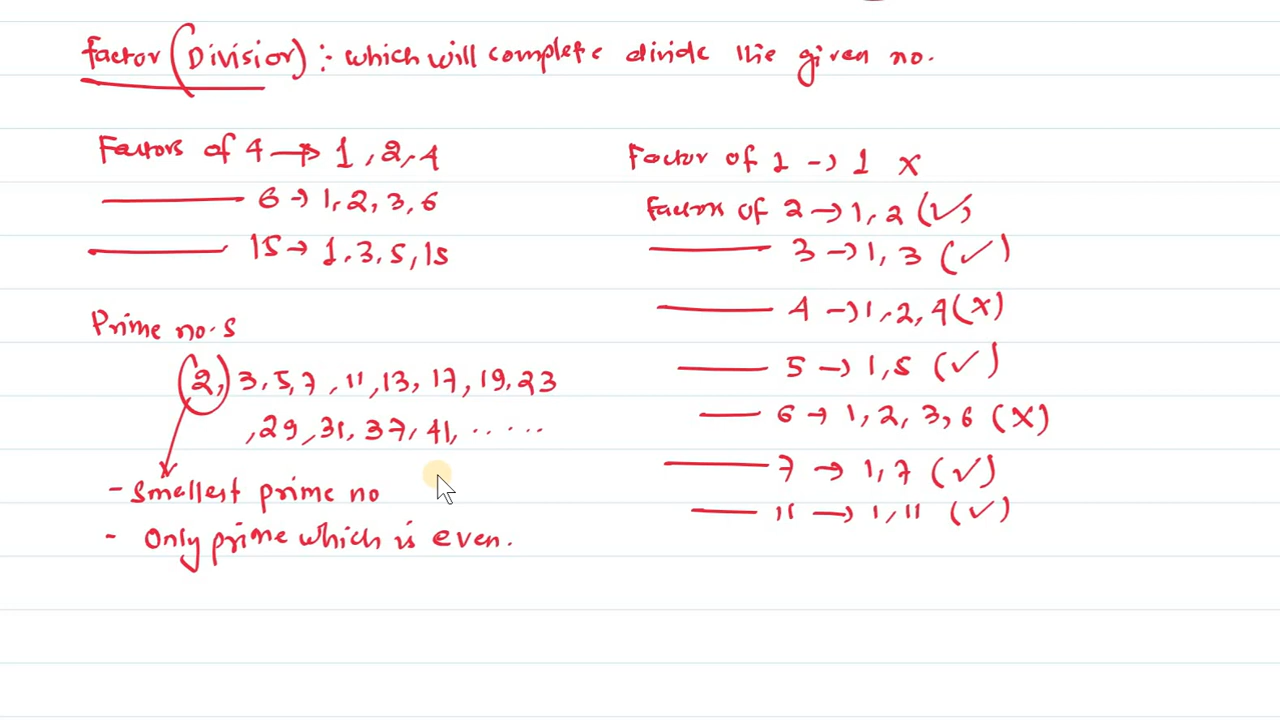 factor (Division) :- which will complete divide the given no.
Factors of 4 → 1, 2, 4
6 → 1, 2, 3, 6
15 → 1, 3, 5, 15
Prime no.s
(2,) 3, 5, 7, 11, 13, 17, 19, 23
, 29, 31, 37, 41, .....
- Smallest prime no
- Only prime which is even.
Factor of 1 → 1 x
Factors of 2 → 1, 2 (✓)
3 → 1, 3 (✓)
4 → 1, 2, 4 (x)
5 → 1, 5 (✓)
6 → 1, 2, 3, 6 (x)
7 → 1, 7 (✓)
11 → 1, 11 (✓)